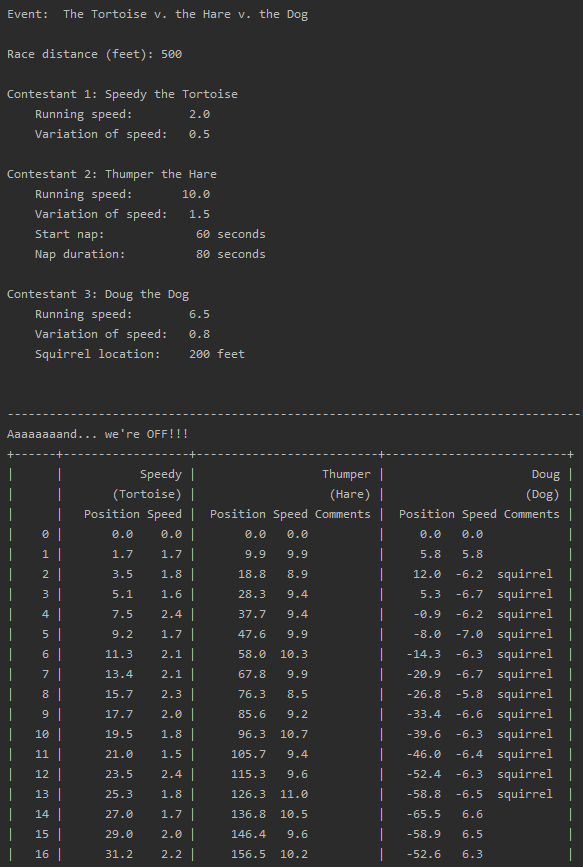 Event:  The Tortoise v. the Hare v. the Dog
Race distance (feet): 500
Contestant 1: Speedy the Tortoise
    Running speed:        2.0
    Variation of speed:   0.5
Contestant 2: Thumper the Hare
    Running speed:       10.0
    Variation of speed:   1.5
    Start nap:             60 seconds
    Nap duration:          80 seconds
Contestant 3: Doug the Dog
    Running speed:        6.5
    Variation of speed:   0.8
    Squirrel location:    200 feet
----------------------------------------------------------------------------------
Aaaaaaaand... we're OFF!!!
+------+------------------+--------------------------+--------------------------+
|      |           Speedy |                  Thumper |                     Doug |
|      |       (Tortoise) |                   (Hare) |                    (Dog) |
|      |   Position Speed |  Position Speed Comments |  Position Speed Comments |
|    0 |       0.0    0.0 |       0.0   0.0          |     0.0   0.0            |
|    1 |       1.7    1.7 |       9.9   9.9          |     5.8   5.8            |
|    2 |       3.5    1.8 |      18.8   8.9          |    12.0  -6.2  squirrel  |
|    3 |       5.1    1.6 |      28.3   9.4          |     5.3  -6.7  squirrel  |
|    4 |       7.5    2.4 |      37.7   9.4          |    -0.9  -6.2  squirrel  |
|    5 |       9.2    1.7 |      47.6   9.9          |    -8.0  -7.0  squirrel  |
|    6 |      11.3    2.1 |      58.0  10.3          |   -14.3  -6.3  squirrel  |
|    7 |      13.4    2.1 |      67.8   9.9          |   -20.9  -6.7  squirrel  |
|    8 |      15.7    2.3 |      76.3   8.5          |   -26.8  -5.8  squirrel  |
|    9 |      17.7    2.0 |      85.6   9.2          |   -33.4  -6.6  squirrel  |
|   10 |      19.5    1.8 |      96.3  10.7          |   -39.6  -6.3  squirrel  |
|   11 |      21.0    1.5 |     105.7   9.4          |   -46.0  -6.4  squirrel  |
|   12 |      23.5    2.4 |     115.3   9.6          |   -52.4  -6.3  squirrel  |
|   13 |      25.3    1.8 |     126.3  11.0          |   -58.8  -6.5  squirrel  |
|   14 |      27.0    1.7 |     136.8  10.5          |   -65.5   6.6            |
|   15 |      29.0    2.0 |     146.4   9.6          |   -58.9   6.5            |
|   16 |      31.2    2.2 |     156.5  10.2          |   -52.6   6.3            |